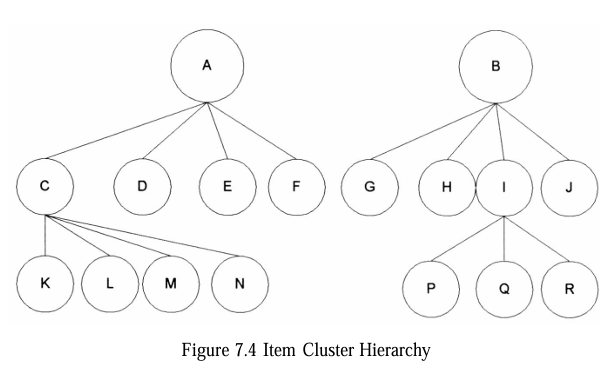 A B
C D E F G H I J
K L M N P Q R
Figure 7.4 Item Cluster Hierarchy